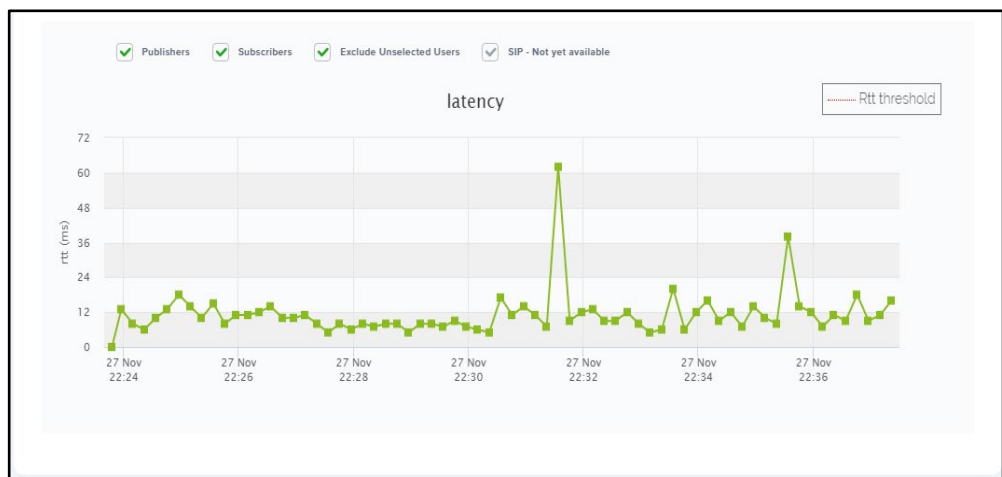 Publishers Subscribers Exclude Unselected Users SIP - Not yet available
latency
Rtt threshold
72
60
48
36
24
12
0
rtt (ms)
27 Nov 27 Nov 27 Nov 27 Nov 27 Nov 27 Nov 27 Nov
22:24 22:26 22:28 22:30 22:32 22:34 22:36